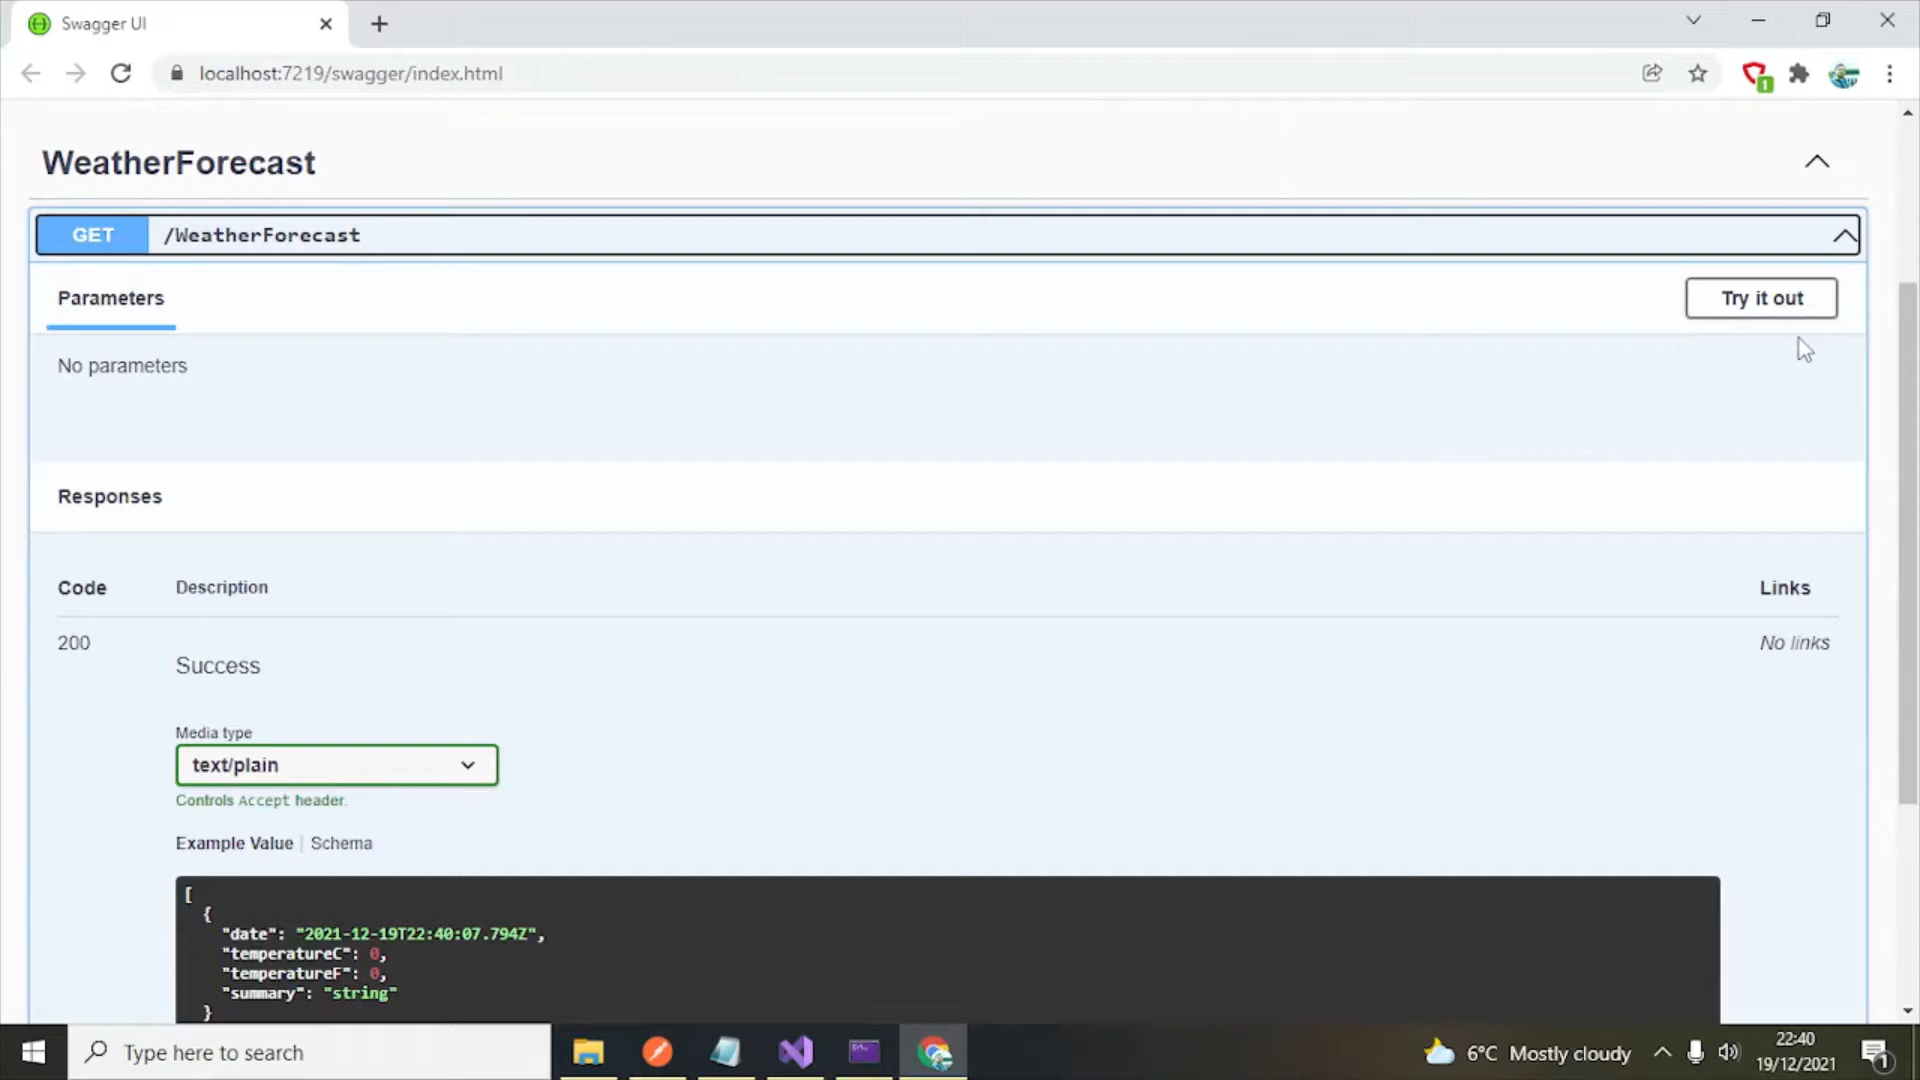 Swagger UI
localhost:7219/swagger/index.html
1
WeatherForecast
GET /WeatherForecast
Parameters
Try it out
No parameters
Responses
Code Description Links
200 No links
Success
Media type
text/plain
Controls Accept header.
Example Value | Schema
[
{
"date": "2021-12-19T22:40:07.794Z",
"temperatureC": 0,
"temperatureF": 0,
"summary": "string"
}
Type here to search
6°C Mostly cloudy
22:40
19/12/2021
1